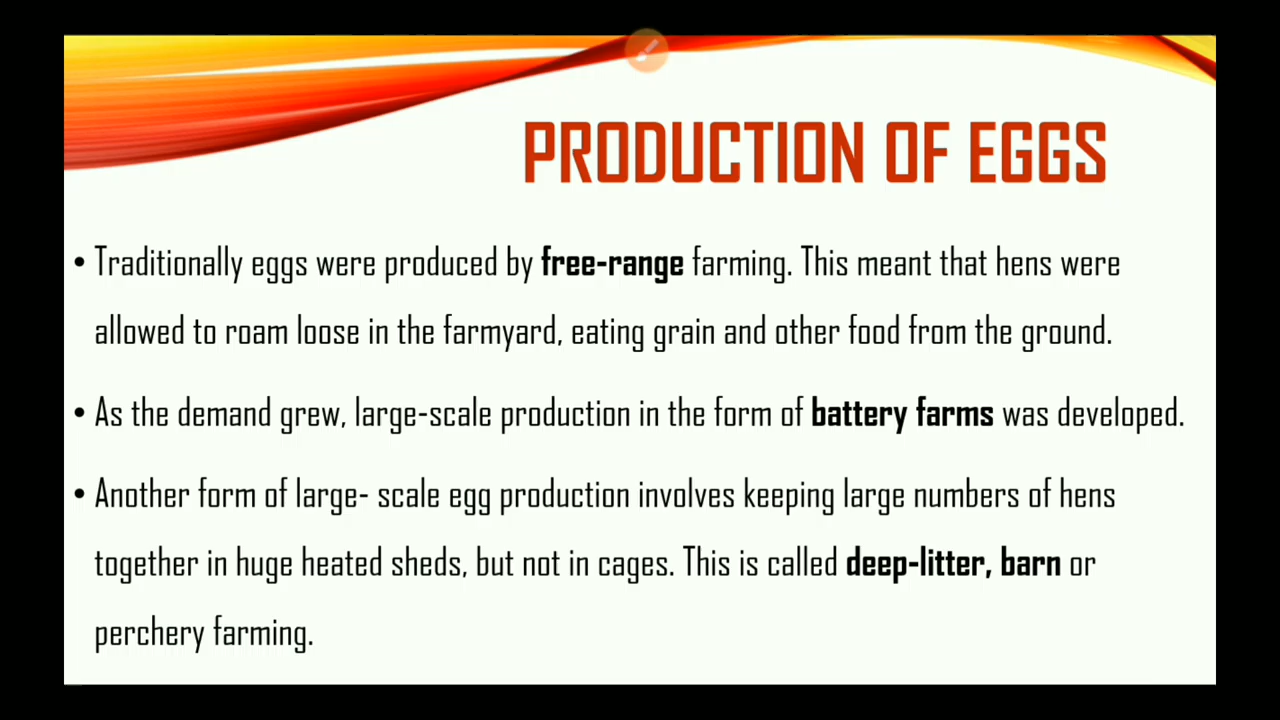 PRODUCTION OF EGGS
• Traditionally eggs were produced by free-range farming. This meant that hens were
allowed to roam loose in the farmyard, eating grain and other food from the ground.
• As the demand grew, large-scale production in the form of battery farms was developed.
• Another form of large- scale egg production involves keeping large numbers of hens
together in huge heated sheds, but not in cages. This is called deep-litter, barn or
perchery farming.